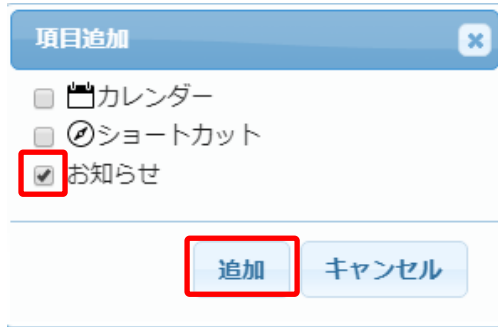 項目追加
カレンダー
ショートカット
お知らせ
追加 キャンセル